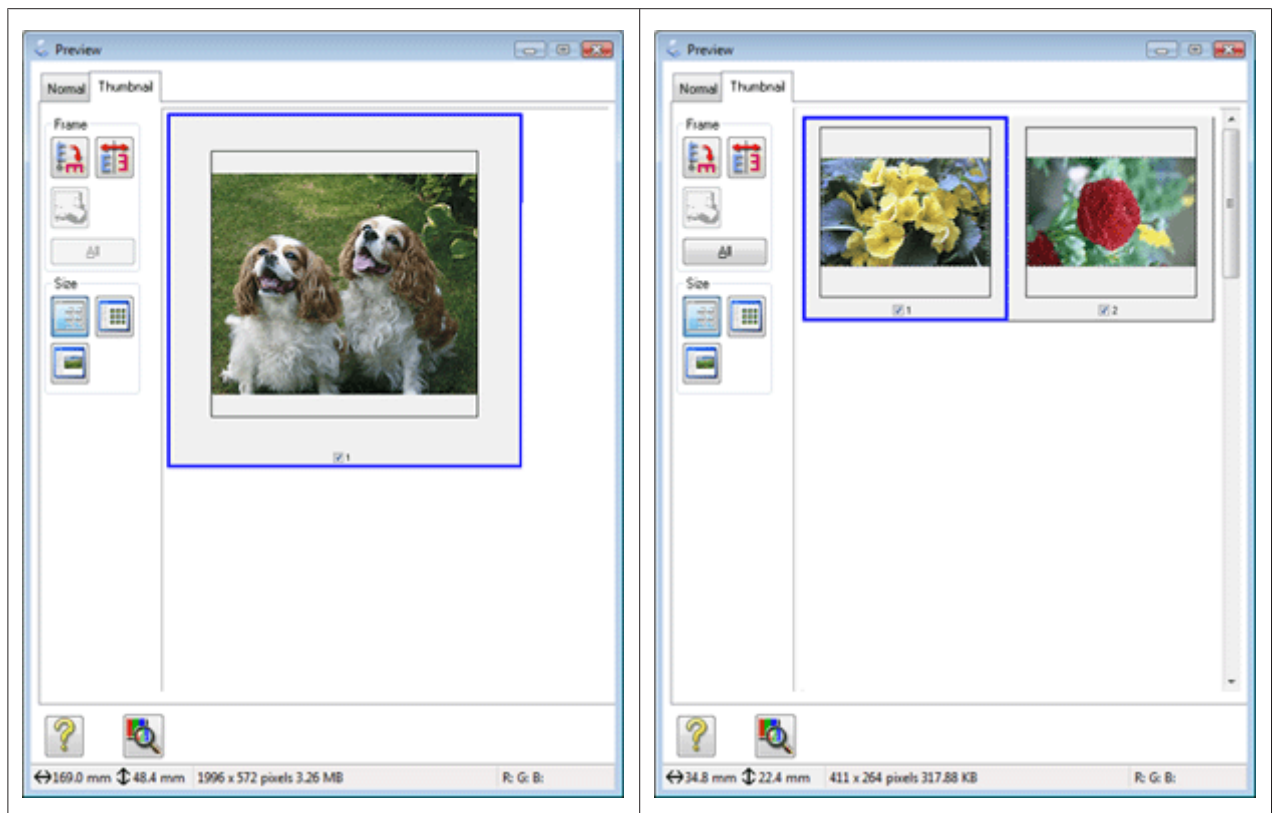 Preview
Normal Thumbnail
Frame
All
Size
1
169.0 mm 48.4 mm 1996 x 572 pixels 3.26 MB R: G: B:
Preview
Normal Thumbnail
Frame
All
Size
1 2
34.8 mm 22.4 mm 411 x 264 pixels 317.88 KB R: G: B: